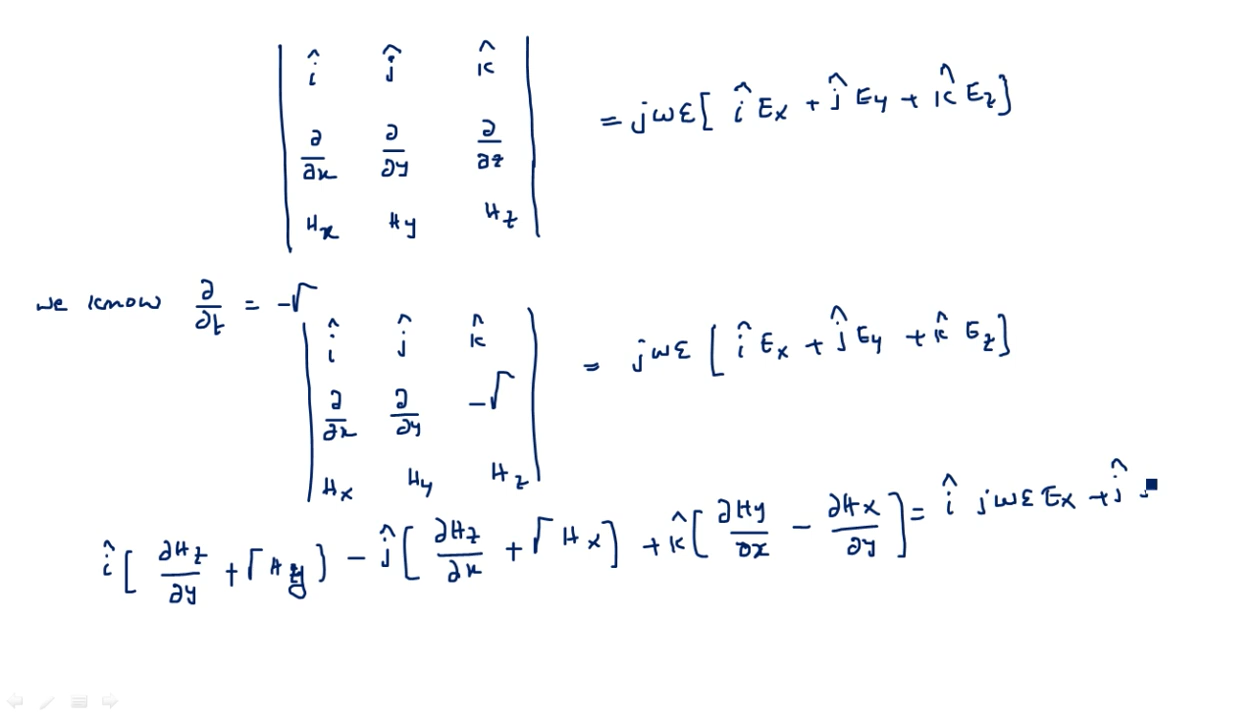 | î ĵ k̂ |
| ∂/∂x ∂/∂y ∂/∂z | = jωε[ î Ex + ĵ Ey + k̂ Ez]
| Hx Hy Hz |
we know ∂/∂z = -Γ
| î ĵ k̂ |
| ∂/∂x ∂/∂y -Γ | = jωε [ î Ex + ĵ Ey + k̂ Ez]
| Hx Hy Hz |
î [ ∂Hz/∂y + Γ Hy ) - ĵ [ ∂Hz/∂x + Γ Hx ] + k̂ [ ∂Hy/∂x - ∂Hx/∂y ] = î jωε Ex + ĵ